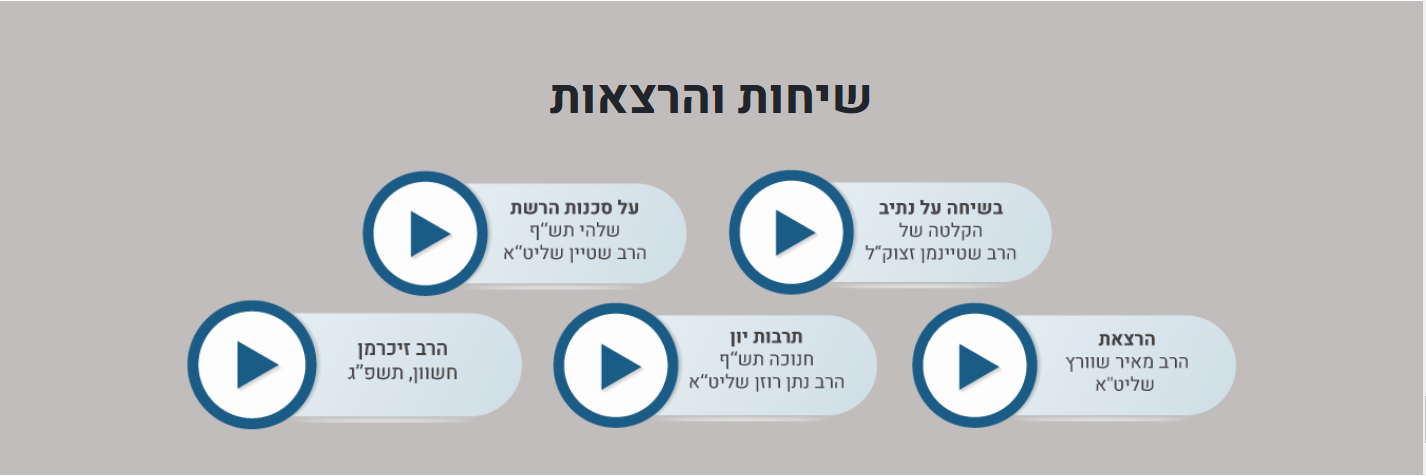 שיחות והרצאות
בשיחה על נתיב
הקלטה של
הרב שטיינמן זצוק"ל
על סכנות הרשת
שלהי תש"ף
הרב שטיין שליט"א
הרצאת
הרב מאיר שוורץ
שליט"א
תרבות יון
חנוכה תש"ף
הרב נתן רוזן שליט"א
הרב זיכרמן
חשוון, תשפ"ג